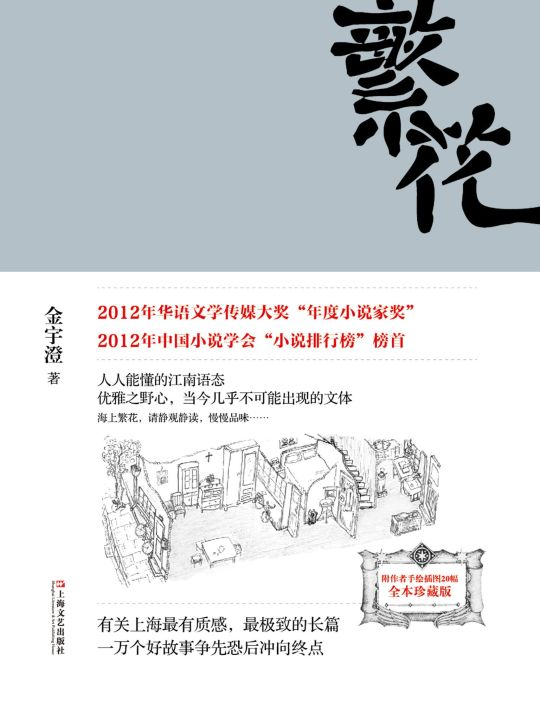 繁花
金宇澄 著
2012年华语文学传媒大奖“年度小说家奖”
2012年中国小说学会“小说排行榜”榜首
人人能懂的江南语态
优雅之野心，当今几乎不可能出现的文体
海上繁花，请静观静读，慢慢品味……
附作者手绘插图20幅
全本珍藏版
有关上海最有质感，最极致的长篇
一万个好故事争先恐后冲向终点
上海文艺出版社
Shanghai Literature & Art Publishing House